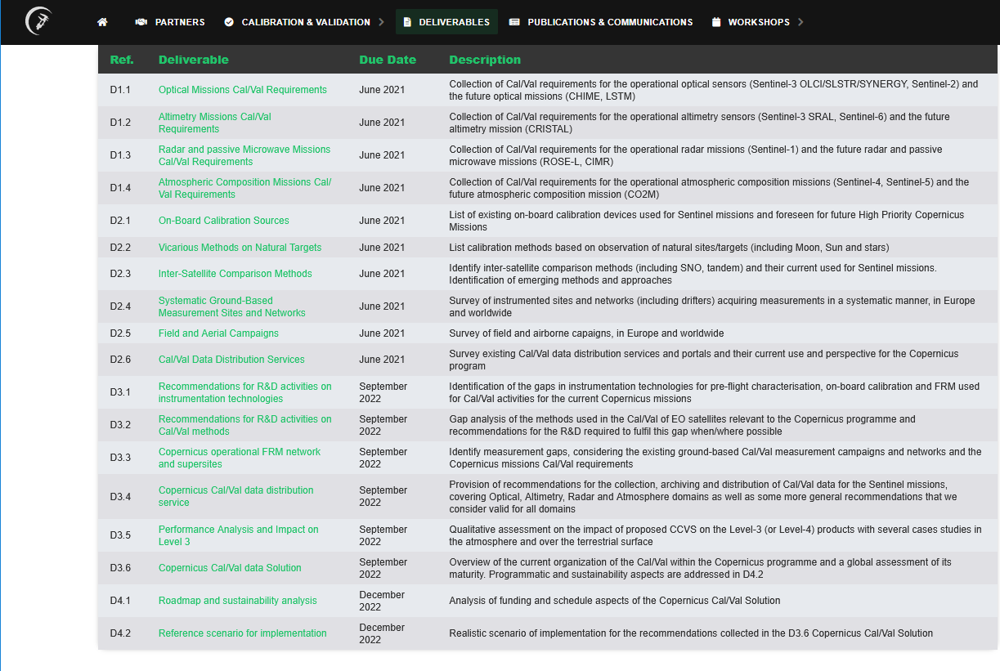 PARTNERS CALIBRATION & VALIDATION DELIVERABLES PUBLICATIONS & COMMUNICATIONS WORKSHOPS
Ref. Deliverable Due Date Description
D1.1 Optical Missions Cal/Val Requirements June 2021 Collection of Cal/Val requirements for the operational optical sensors (Sentinel-3 OLCI/SLSTR/SYNERGY, Sentinel-2) and
the future optical missions (CHIME, LSTM)
D1.2 Altimetry Missions Cal/Val
Requirements June 2021 Collection of Cal/Val requirements for the operational altimetry sensors (Sentinel-3 SRAL, Sentinel-6) and the future
altimetry mission (CRISTAL)
D1.3 Radar and passive Microwave Missions
Cal/Val Requirements June 2021 Collection of Cal/Val requirements for the operational radar missions (Sentinel-1) and the future radar and passive
microwave missions (ROSE-L, CIMR)
D1.4 Atmospheric Composition Missions Cal/
Val Requirements June 2021 Collection of Cal/Val requirements for the operational atmospheric composition missions (Sentinel-4, Sentinel-5) and the
future atmospheric composition mission (CO2M)
D2.1 On-Board Calibration Sources June 2021 List of existing on-board calibration devices used for Sentinel missions and foreseen for future High Priority Copernicus
Missions
D2.2 Vicarious Methods on Natural Targets June 2021 List calibration methods based on observation of natural sites/targets (including Moon, Sun and stars)
D2.3 Inter-Satellite Comparison Methods June 2021 Identify inter-satellite comparison methods (including SNO, tandem) and their current used for Sentinel missions.
Identification of emerging methods and approaches
D2.4 Systematic Ground-Based
Measurement Sites and Networks June 2021 Survey of instrumented sites and networks (including drifters) acquiring measurements in a systematic manner, in Europe
and worldwide
D2.5 Field and Aerial Campaigns June 2021 Survey of field and airborne capaigns, in Europe and worldwide
D2.6 Cal/Val Data Distribution Services June 2021 Survey existing Cal/Val data distribution services and portals and their current use and perspective for the Copernicus
program
D3.1 Recommendations for R&D activities on
instrumentation technologies September
2022 Identification of the gaps in instrumentation technologies for pre-flight characterisation, on-board calibration and FRM used
for Cal/Val activities for the current Copernicus missions
D3.2 Recommendations for R&D activities on
Cal/Val methods September
2022 Gap analysis of the methods used in the Cal/Val of EO satellites relevant to the Copernicus programme and
recommendations for the R&D required to fulfil this gap when/where possible
D3.3 Copernicus operational FRM network
and supersites September
2022 Identify measurement gaps, considering the existing ground-based Cal/Val measurement campaigns and networks and the
Copernicus missions Cal/Val requirements
D3.4 Copernicus Cal/Val data distribution
service September
2022 Provision of recommendations for the collection, archiving and distribution of Cal/Val data for the Sentinel missions,
covering Optical, Altimetry, Radar and Atmosphere domains as well as some more general recommendations that we
consider valid for all domains
D3.5 Performance Analysis and Impact on
Level 3 September
2022 Qualitative assessment on the impact of proposed CCVS on the Level-3 (or Level-4) products with several cases studies in
the atmosphere and over the terrestrial surface
D3.6 Copernicus Cal/Val data Solution September
2022 Overview of the current organization of the Cal/Val within the Copernicus programme and a global assessment of its
maturity. Programmatic and sustainability aspects are addressed in D4.2
D4.1 Roadmap and sustainability analysis December
2022 Analysis of funding and schedule aspects of the Copernicus Cal/Val Solution
D4.2 Reference scenario for implementation December
2022 Realistic scenario of implementation for the recommendations collected in the D3.6 Copernicus Cal/Val Solution